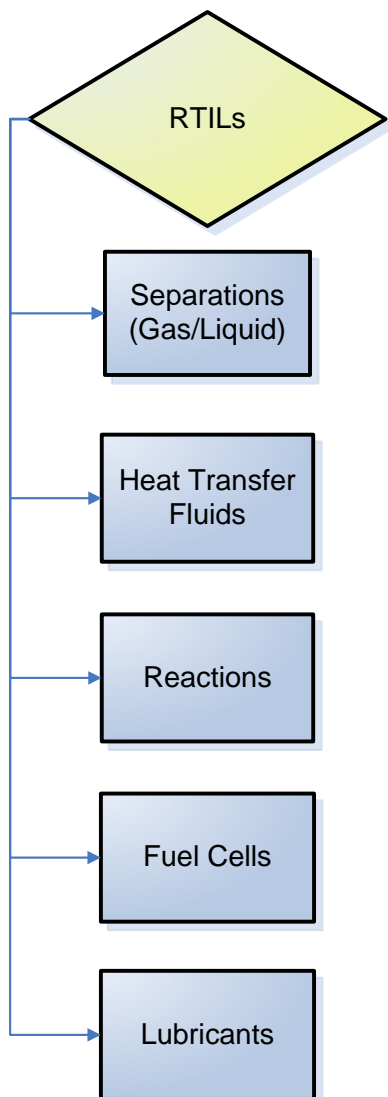 RTILs
Separations
(Gas/Liquid)
Heat Transfer
Fluids
Reactions
Fuel Cells
Lubricants